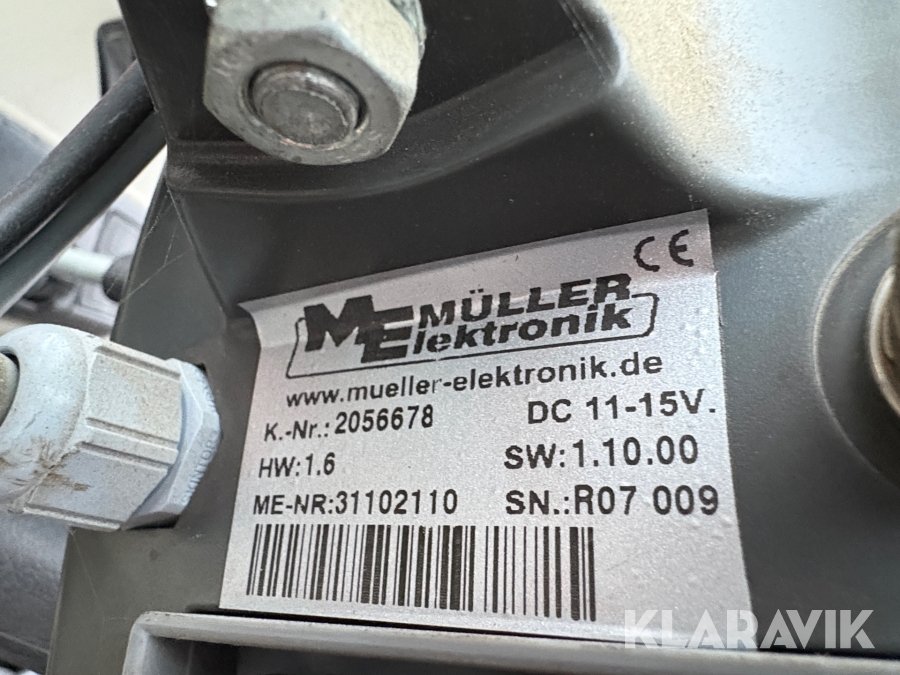 CE
ME MÜLLER
Elektronik
www.mueller-elektronik.de
K.-Nr.: 2056678 DC 11-15V.
HW:1.6 SW:1.10.00
ME-NR:31102110 SN.:R07 009
KLARAVIK